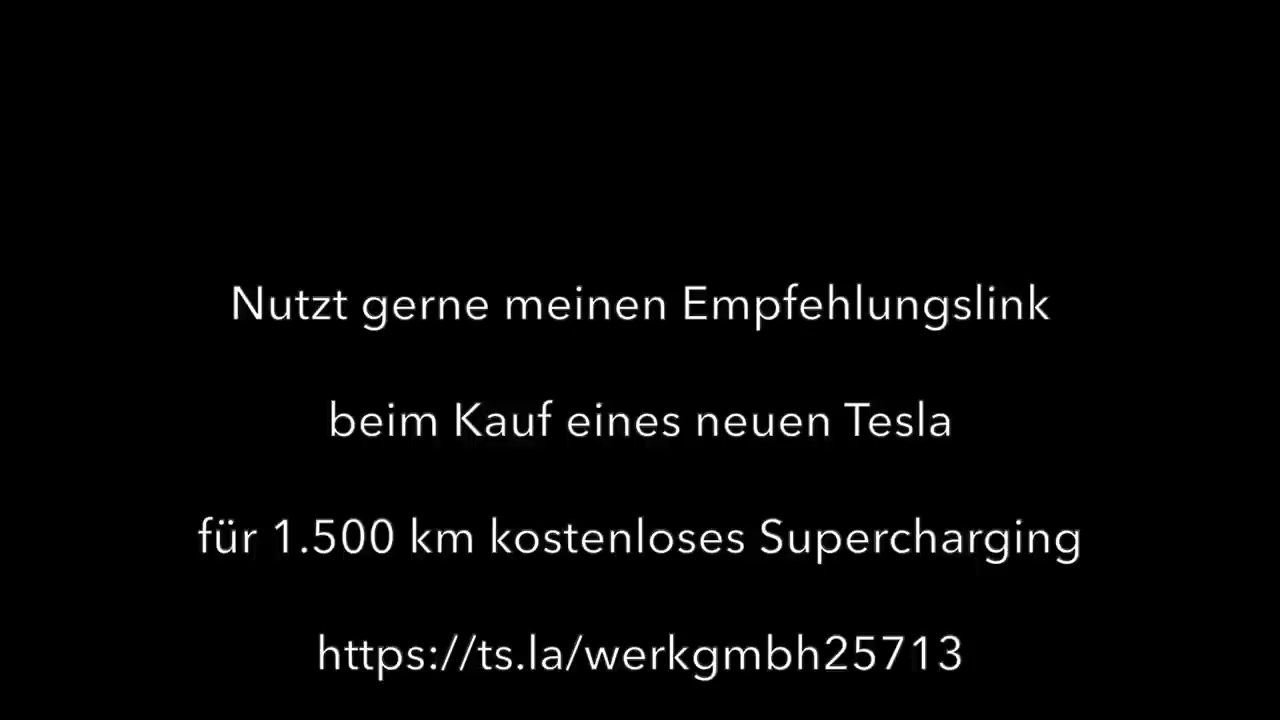 Nutzt gerne meinen Empfehlungslink
beim Kauf eines neuen Tesla
für 1.500 km kostenloses Supercharging
https://ts.la/werkgmbh25713